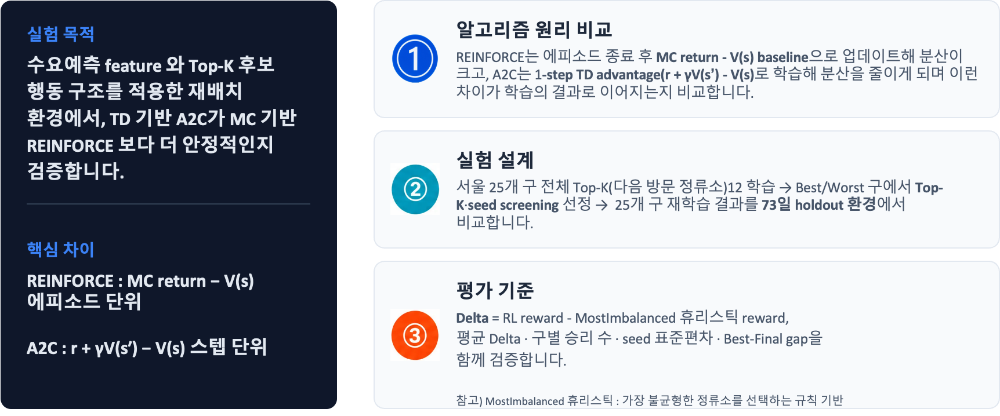 실험 목적
수요예측 feature 와 Top-K 후보
행동 구조를 적용한 재배치
환경에서, TD 기반 A2C가 MC 기반
REINFORCE 보다 더 안정적인지
검증합니다.
핵심 차이
REINFORCE : MC return – V(s)
에피소드 단위
A2C : r + γV(s’) – V(s) 스텝 단위
①
알고리즘 원리 비교
REINFORCE는 에피소드 종료 후 MC return - V(s) baseline으로 업데이트해 분산이
크고, A2C는 1-step TD advantage(r + γV(s’) - V(s)로 학습해 분산을 줄이게 되며 이런
차이가 학습의 결과로 이어지는지 비교합니다.
②
실험 설계
서울 25개 구 전체 Top-K(다음 방문 정류소)12 학습 → Best/Worst 구에서 Top-
K·seed screening 선정 → 25개 구 재학습 결과를 73일 holdout 환경에서
비교합니다.
③
평가 기준
Delta = RL reward - MostImbalanced 휴리스틱 reward,
평균 Delta · 구별 승리 수 · seed 표준편차 · Best-Final gap을
함께 검증합니다.
참고) MostImbalanced 휴리스틱 : 가장 불균형한 정류소를 선택하는 규칙 기반